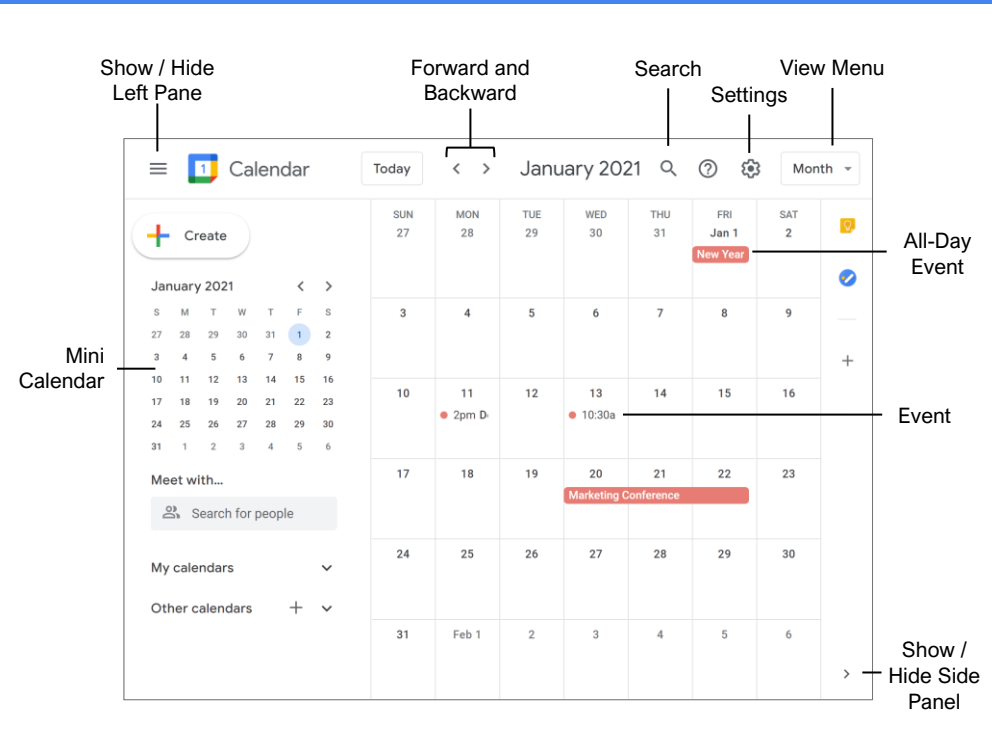 Show / Hide
Left Pane
Forward and
Backward
Search
Settings
View Menu
1 Calendar
Today
January 2021
Month
Create
January 2021
S M T W T F S
27 28 29 30 31 1 2
3 4 5 6 7 8 9
10 11 12 13 14 15 16
17 18 19 20 21 22 23
24 25 26 27 28 29 30
31 1 2 3 4 5 6
Meet with...
Search for people
My calendars
Other calendars
SUN MON TUE WED THU FRI SAT
27 28 29 30 31 Jan 1 2
New Year
3 4 5 6 7 8 9
10 11 12 13 14 15 16
2pm D 10:30a
17 18 19 20 21 22 23
Marketing Conference
24 25 26 27 28 29 30
31 Feb 1 2 3 4 5 6
Mini
Calendar
All-Day
Event
Event
Show /
Hide Side
Panel